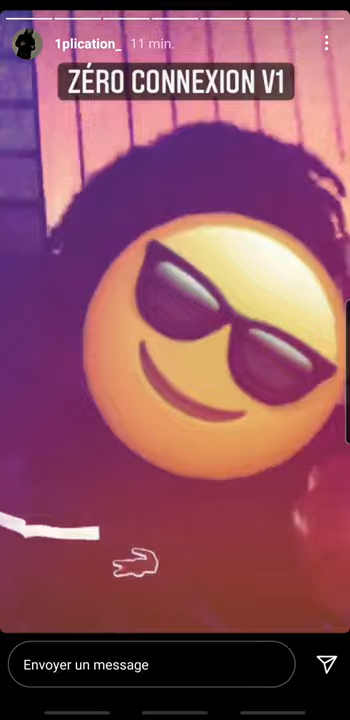 1plication_ 11 min.
ZÉRO CONNEXION V1
Envoyer un message